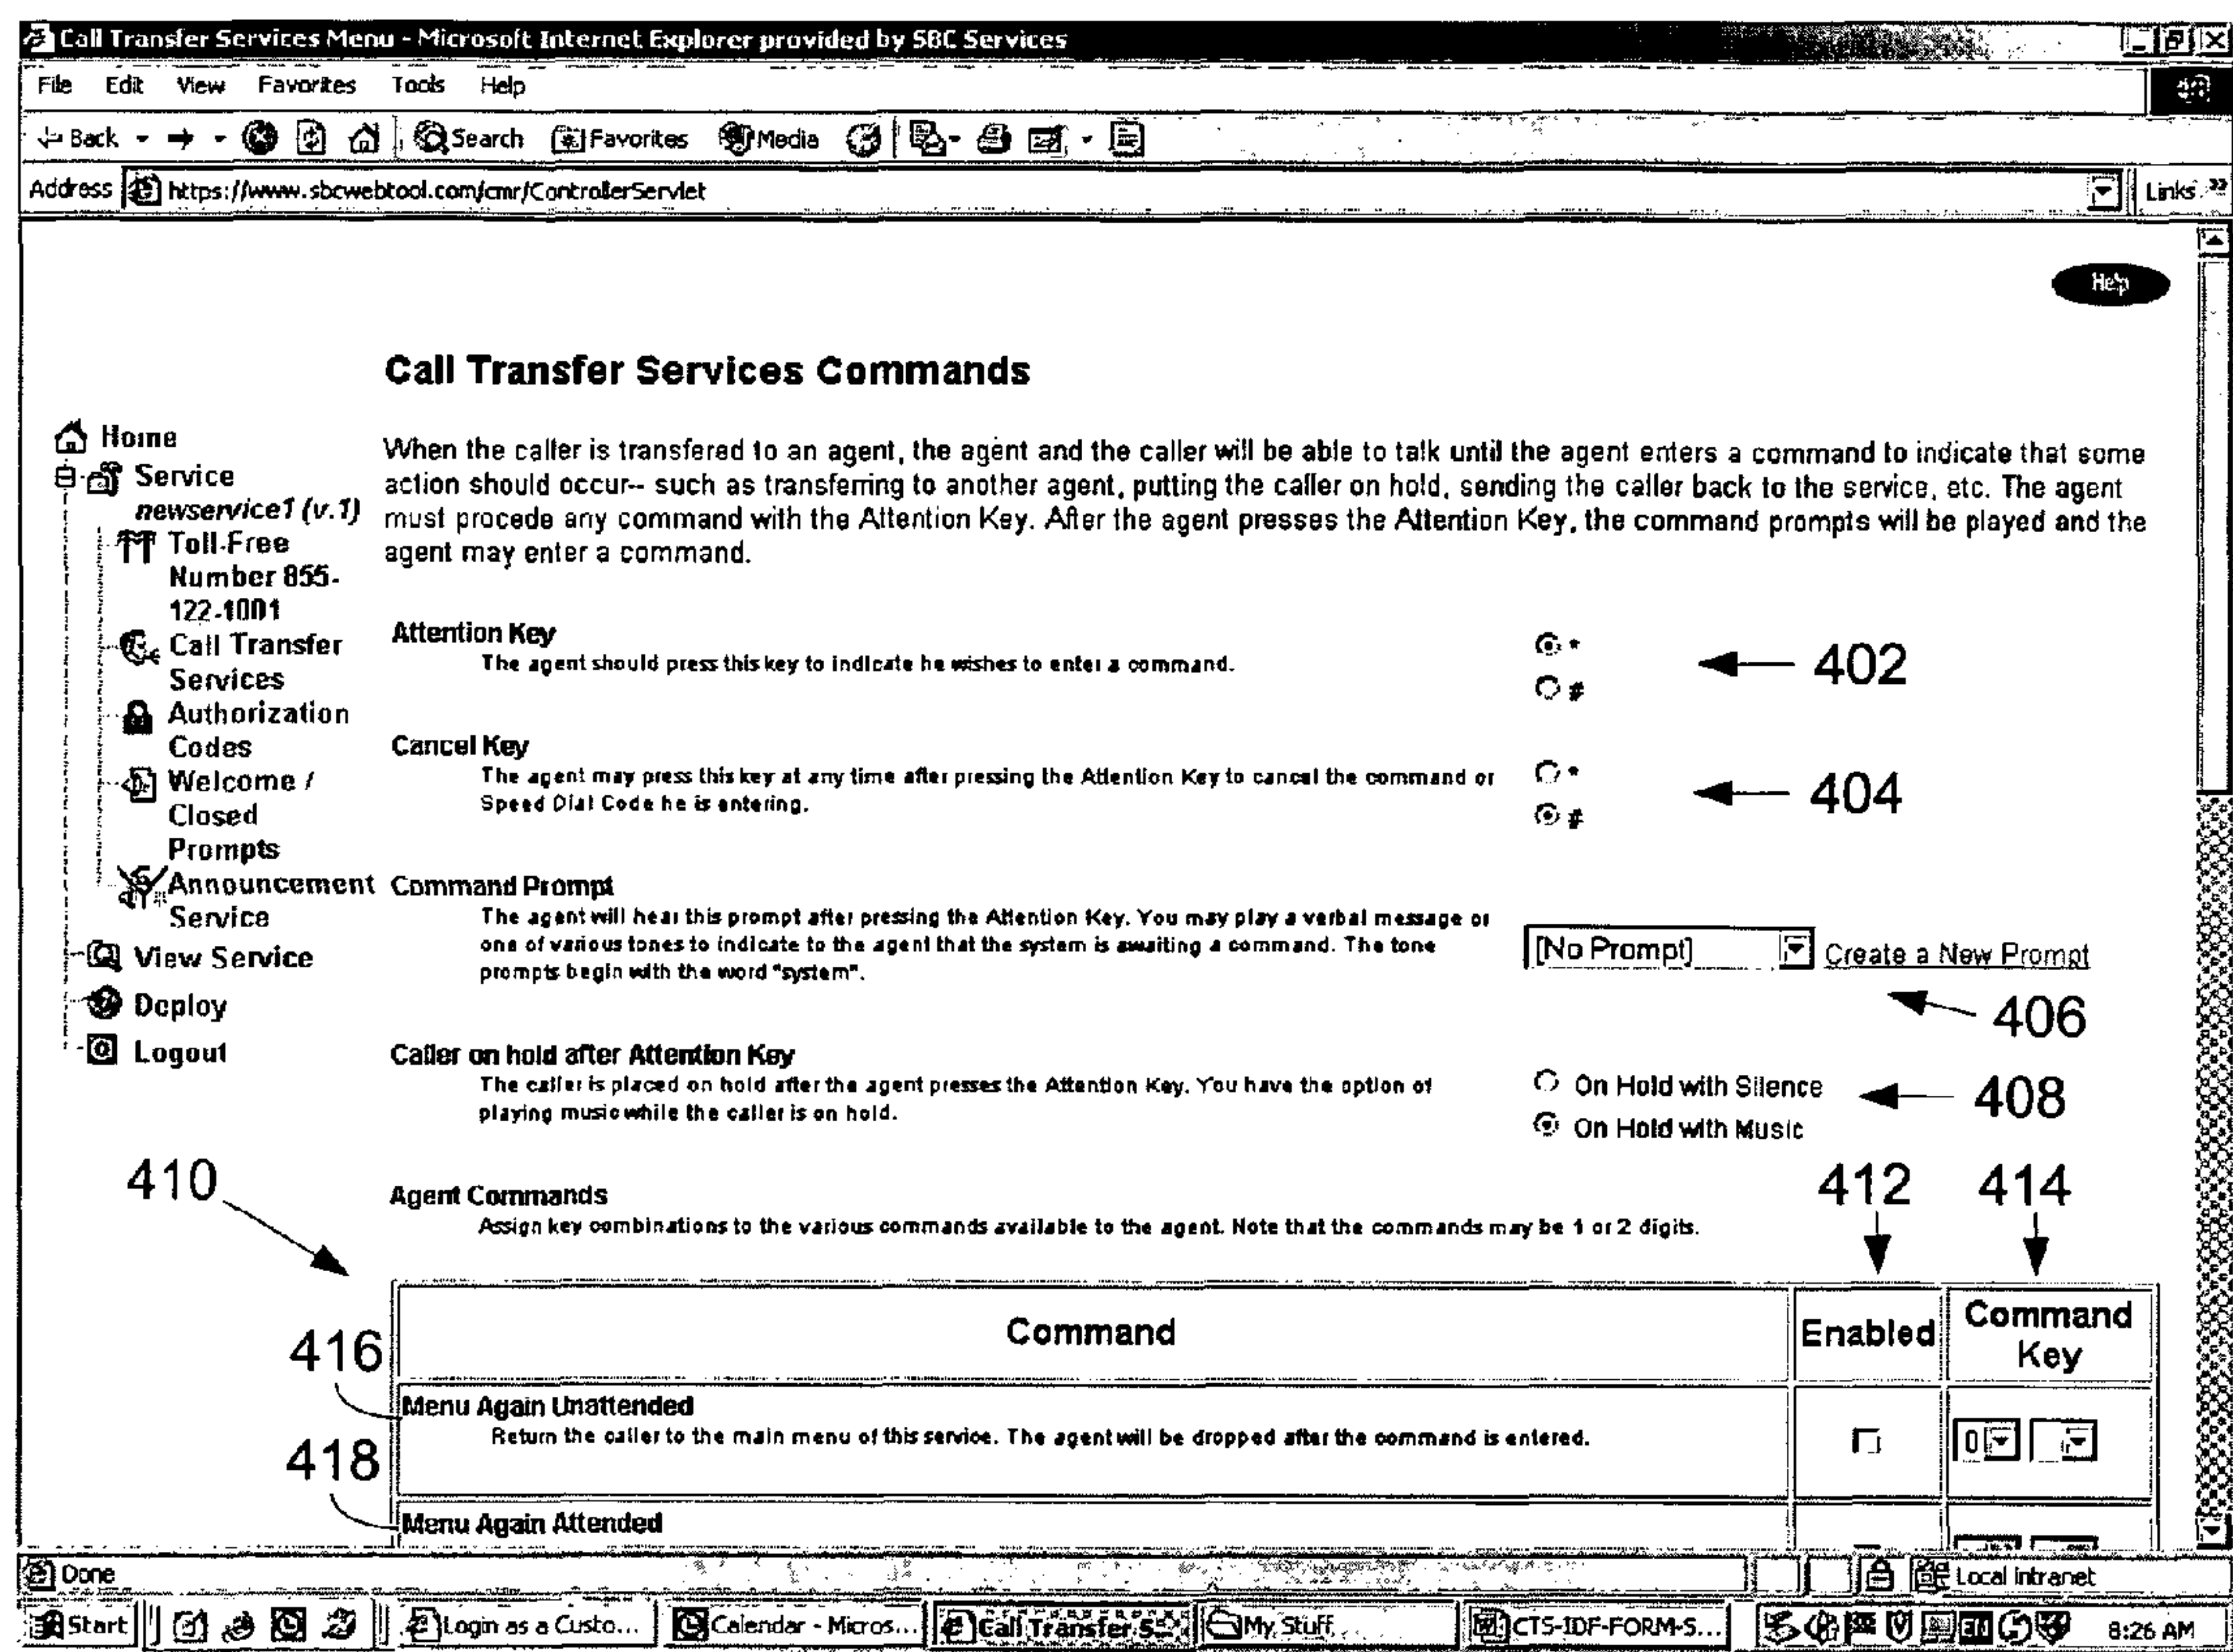 Call Transfer Services Menu - Microsoft Internet Explorer provided by SBC Services
File Edit View Favorites Tools Help
Back Search Favorites Media
Address https://www.sbcwebtool.com/cmr/ControllerServlet Links »
Help
Call Transfer Services Commands
Home
Service
newservice1 (v.1)
Toll-Free
Number 855-
122-1001
Call Transfer
Services
Authorization
Codes
Welcome /
Closed
Prompts
Announcement
Service
View Service
Deploy
Logout
When the caller is transfered to an agent, the agent and the caller will be able to talk until the agent enters a command to indicate that some
action should occur-- such as transferring to another agent, putting the caller on hold, sending the caller back to the service, etc. The agent
must procede any command with the Attention Key. After the agent presses the Attention Key, the command prompts will be played and the
agent may enter a command.
Attention Key
The agent should press this key to indicate he wishes to enter a command.
*
#
402
Cancel Key
The agent may press this key at any time after pressing the Attention Key to cancel the command or
Speed Dial Code he is entering.
*
#
404
Command Prompt
The agent will hear this prompt after pressing the Attention Key. You may play a verbal message or
one of various tones to indicate to the agent that the system is awaiting a command. The tone
prompts begin with the word "system".
[No Prompt] Create a New Prompt
406
Caller on hold after Attention Key
The caller is placed on hold after the agent presses the Attention Key. You have the option of
playing music while the caller is on hold.
On Hold with Silence
On Hold with Music
408
410
412 414
Agent Commands
Assign key combinations to the various commands available to the agent. Note that the commands may be 1 or 2 digits.
Command Enabled Command Key
416
Menu Again Unattended
Return the caller to the main menu of this service. The agent will be dropped after the command is entered.
0
418
Menu Again Attended
Done Local intranet
Start Login as a Custo... Calendar - Micros... Call Transfer S... My Stuff CTS-IDF-FORM-S... 8:26 AM